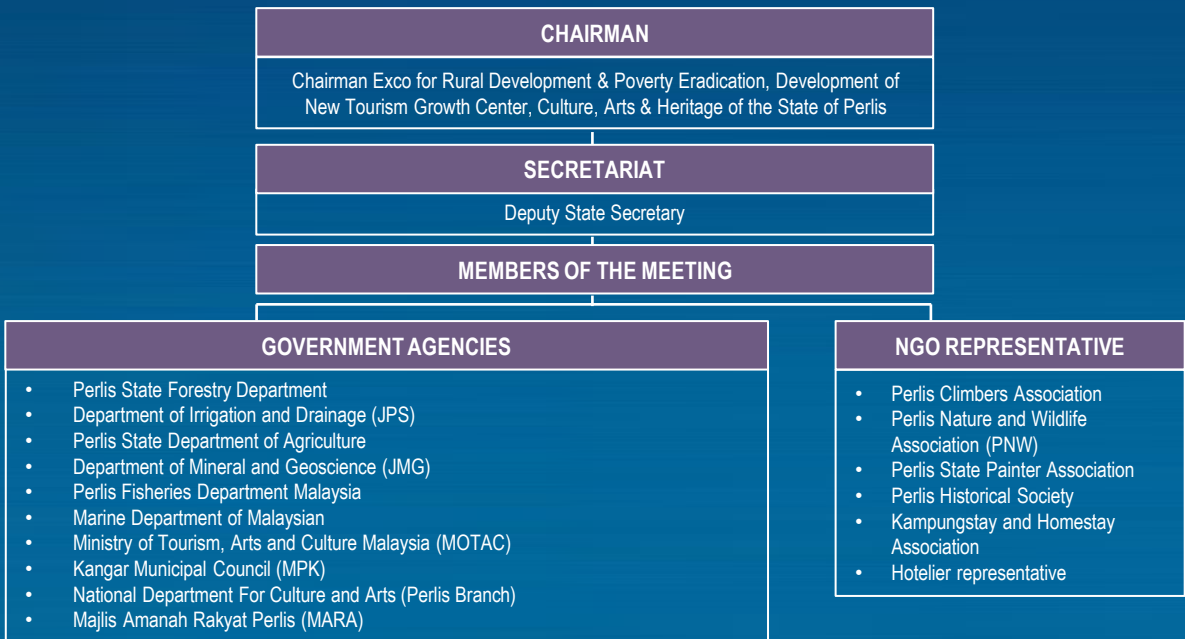 CHAIRMAN
Chairman Exco for Rural Development & Poverty Eradication, Development of
New Tourism Growth Center, Culture, Arts & Heritage of the State of Perlis
SECRETARIAT
Deputy State Secretary
MEMBERS OF THE MEETING
GOVERNMENT AGENCIES
• Perlis State Forestry Department
• Department of Irrigation and Drainage (JPS)
• Perlis State Department of Agriculture
• Department of Mineral and Geoscience (JMG)
• Perlis Fisheries Department Malaysia
• Marine Department of Malaysian
• Ministry of Tourism, Arts and Culture Malaysia (MOTAC)
• Kangar Municipal Council (MPK)
• National Department For Culture and Arts (Perlis Branch)
• Majlis Amanah Rakyat Perlis (MARA)
NGO REPRESENTATIVE
• Perlis Climbers Association
• Perlis Nature and Wildlife
Association (PNW)
• Perlis State Painter Association
• Perlis Historical Society
• Kampungstay and Homestay
Association
• Hotelier representative